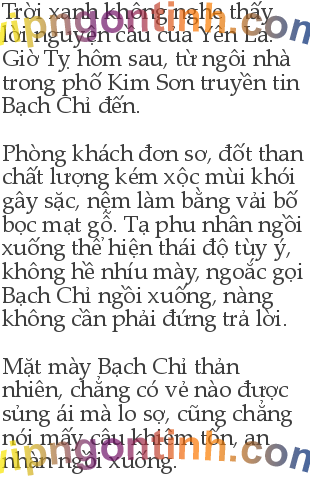 Trời xanh không nghe thấy
lời nguyện cầu của Yến La.
Giờ Tỵ hôm sau, từ ngôi nhà
trong phố Kim Sơn truyền tin
Bạch Chỉ đến.
Phòng khách đơn sơ, đốt than
chất lượng kém xộc mùi khói
gây sặc, nệm làm bằng vải bố
bọc mạt gỗ. Tạ phu nhân ngồi
xuống thể hiện thái độ tùy ý,
không hề nhíu mày, ngoắc gọi
Bạch Chỉ ngồi xuống, nàng
không cần phải đứng trả lời.
Mặt mày Bạch Chỉ thản
nhiên, chẳng có vẻ nào được
sủng ái mà lo sợ, cũng chẳng
nói mấy câu khiêm tốn, an
nhàn ngồi xuống.
vipngontinh.com
vipngontinh.com